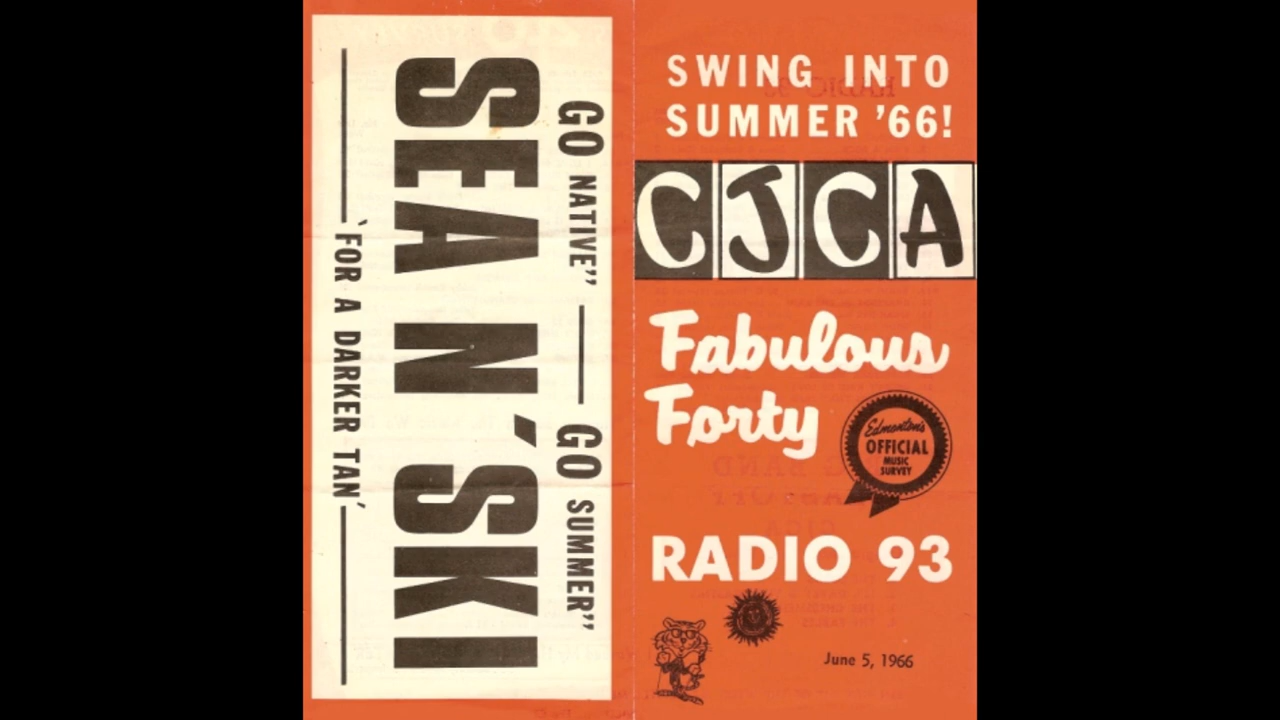 GO NATIVE” — GO SUMMER”
SEA N´ SKI
‘FOR A DARKER TAN’
SWING INTO
SUMMER ’66!
CJCA
Fabulous
Forty
Edmonton's
OFFICIAL
MUSIC
SURVEY
RADIO 93
June 5, 1966